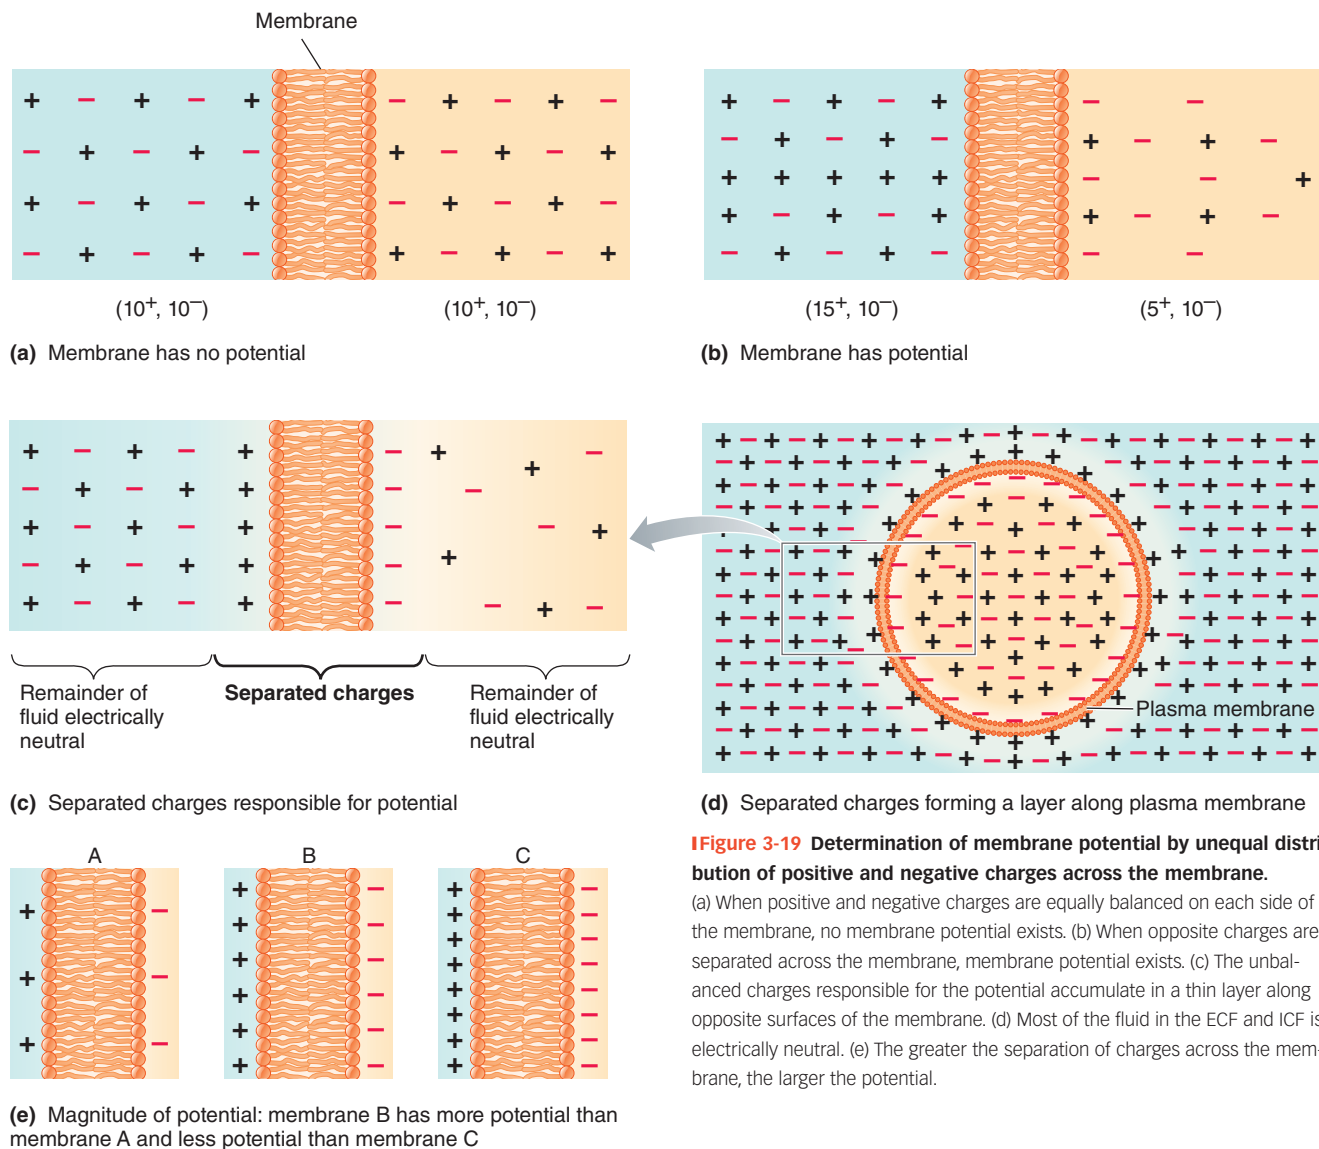 Membrane
(10⁺, 10⁻)
(10⁺, 10⁻)
(a) Membrane has no potential
(15⁺, 10⁻)
(5⁺, 10⁻)
(b) Membrane has potential
Remainder of
fluid electrically
neutral
Separated charges
Remainder of
fluid electrically
neutral
(c) Separated charges responsible for potential
Plasma membrane
(d) Separated charges forming a layer along plasma membrane
A
B
C
(e) Magnitude of potential: membrane B has more potential than
membrane A and less potential than membrane C
Figure 3-19 Determination of membrane potential by unequal distri-
bution of positive and negative charges across the membrane.
(a) When positive and negative charges are equally balanced on each side of
the membrane, no membrane potential exists. (b) When opposite charges are
separated across the membrane, membrane potential exists. (c) The unbal-
anced charges responsible for the potential accumulate in a thin layer along
opposite surfaces of the membrane. (d) Most of the fluid in the ECF and ICF is
electrically neutral. (e) The greater the separation of charges across the mem-
brane, the larger the potential.